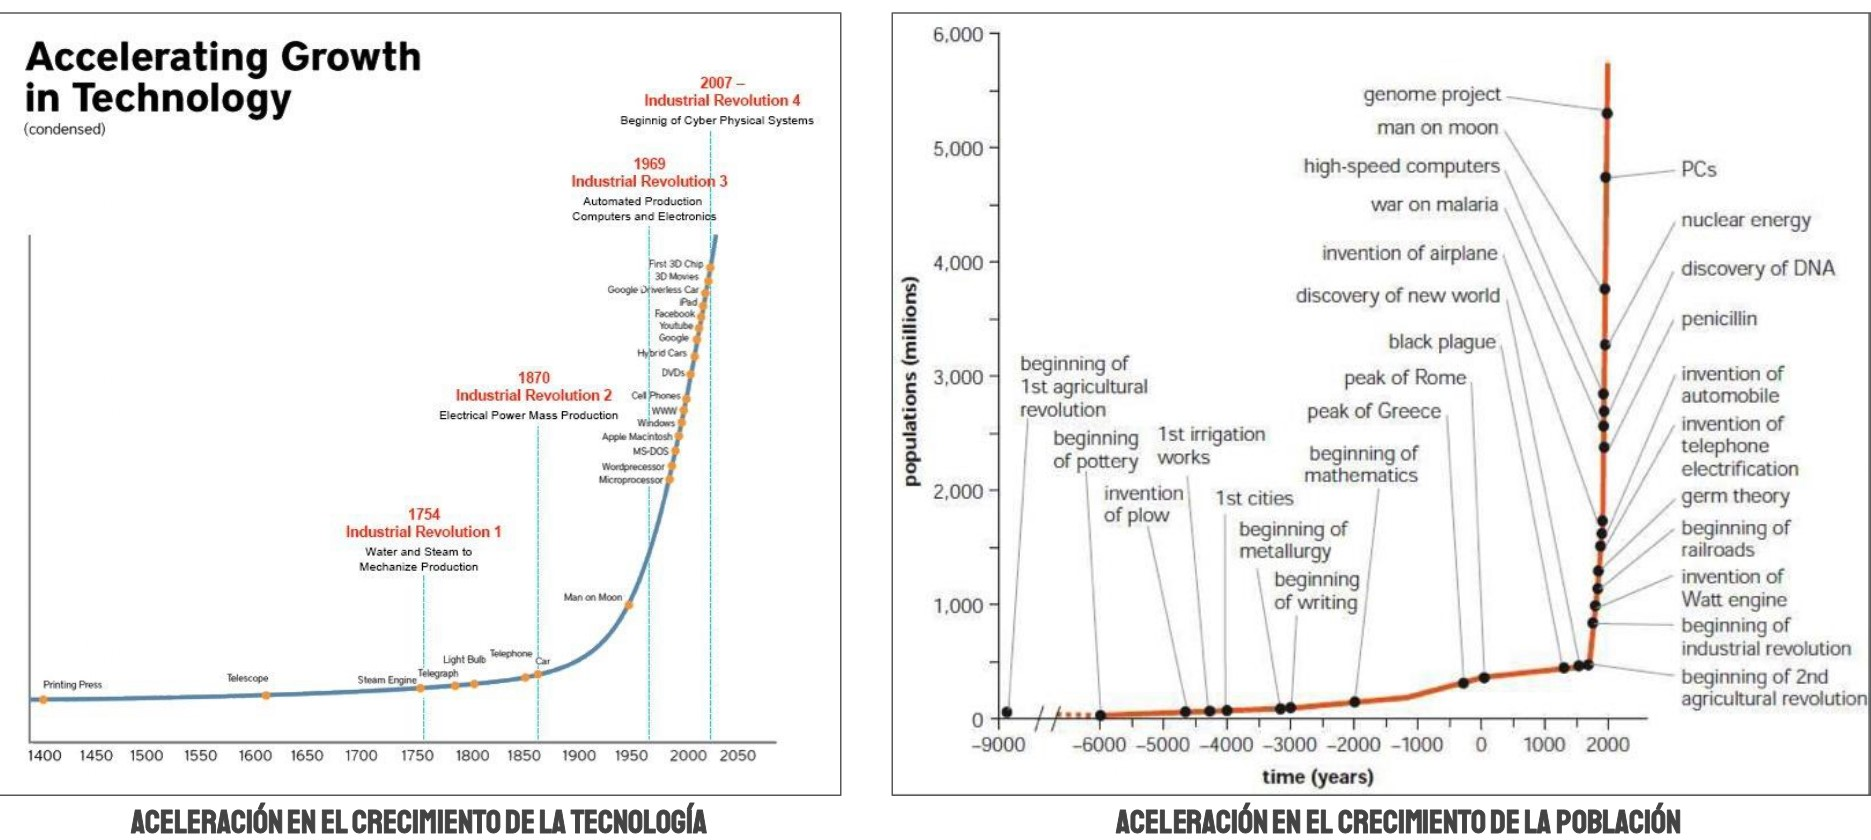 Accelerating Growth
in Technology
(condensed)
2007 –
Industrial Revolution 4
Beginnig of Cyber Physical Systems
1969
Industrial Revolution 3
Automated Production
Computers and Electronics
First 3D Chip
3D Movies
Google Driverless Car
iPad
Facebook
Youtube
Google
Hybrid Cars
DVDs
1870
Industrial Revolution 2
Electrical Power Mass Production
Cell Phones
WWW
Windows
Apple Macintosh
MS-DOS
Wordprecessor
Microprocessor
1754
Industrial Revolution 1
Water and Steam to
Mechanize Production
Man on Moon
Telephone
Car
Light Bulb
Telegraph
Steam Engine
Telescope
Printing Press
1400 1450 1500 1550 1600 1650 1700 1750 1800 1850 1900 1950 2000 2050
ACELERACIÓN EN EL CRECIMIENTO DE LA TECNOLOGÍA
populations (millions)
6,000
5,000
4,000
3,000
2,000
1,000
0
genome project
man on moon
high-speed computers
war on malaria
invention of airplane
discovery of new world
black plague
peak of Rome
peak of Greece
beginning of
mathematics
beginning of
1st agricultural
revolution
beginning
of pottery
1st irrigation
works
invention
of plow
1st cities
beginning of
metallurgy
beginning
of writing
PCs
nuclear energy
discovery of DNA
penicillin
invention of
automobile
invention of
telephone
electrification
germ theory
beginning of
railroads
invention of
Watt engine
beginning of
industrial revolution
beginning of 2nd
agricultural revolution
−9000 −6000 −5000 −4000 −3000 −2000 −1000 0 1000 2000
time (years)
ACELERACIÓN EN EL CRECIMIENTO DE LA POBLACIÓN